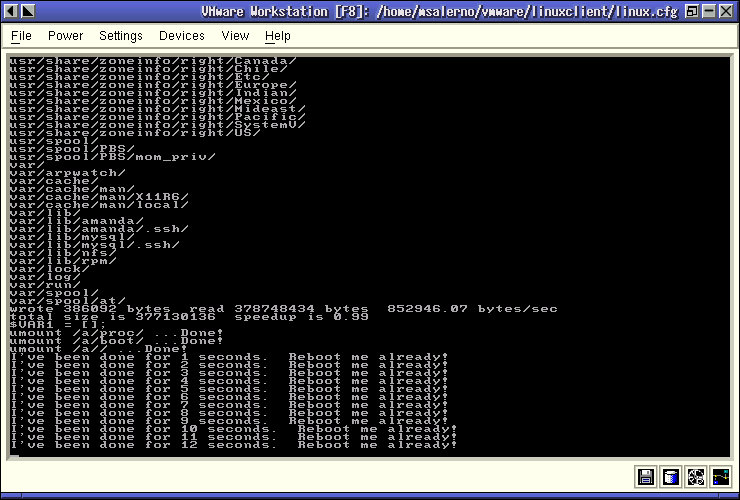 VMware Workstation [F8]: /home/msalerno/vmware/linuxclient/linux.cfg
File Power Settings Devices View Help
usr/share/zoneinfo/right/Canada/
usr/share/zoneinfo/right/Chile/
usr/share/zoneinfo/right/Etc/
usr/share/zoneinfo/right/Europe/
usr/share/zoneinfo/right/Indian/
usr/share/zoneinfo/right/Mexico/
usr/share/zoneinfo/right/Mideast/
usr/share/zoneinfo/right/Pacific/
usr/share/zoneinfo/right/SystemV/
usr/share/zoneinfo/right/US/
usr/spool/
usr/spool/PBS/
usr/spool/PBS/mom_priv/
var/
var/arpwatch/
var/cache/
var/cache/man/
var/cache/man/X11R6/
var/cache/man/local/
var/lib/
var/lib/amanda/
var/lib/amanda/.ssh/
var/lib/mysql/
var/lib/mysql/.ssh/
var/lib/nfs/
var/lib/rpm/
var/lock/
var/log/
var/run/
var/spool/
var/spool/at/
wrote 386092 bytes  read 378748434 bytes  852946.07 bytes/sec
total size is 377130136  speedup is 0.99
$VAR1 = [];
umount /a/proc/ ...Done!
umount /a/boot/ ...Done!
umount /a// ...Done!
I've been done for 1 seconds.  Reboot me already!
I've been done for 2 seconds.  Reboot me already!
I've been done for 3 seconds.  Reboot me already!
I've been done for 4 seconds.  Reboot me already!
I've been done for 5 seconds.  Reboot me already!
I've been done for 6 seconds.  Reboot me already!
I've been done for 7 seconds.  Reboot me already!
I've been done for 8 seconds.  Reboot me already!
I've been done for 9 seconds.  Reboot me already!
I've been done for 10 seconds.  Reboot me already!
I've been done for 11 seconds.  Reboot me already!
I've been done for 12 seconds.  Reboot me already!